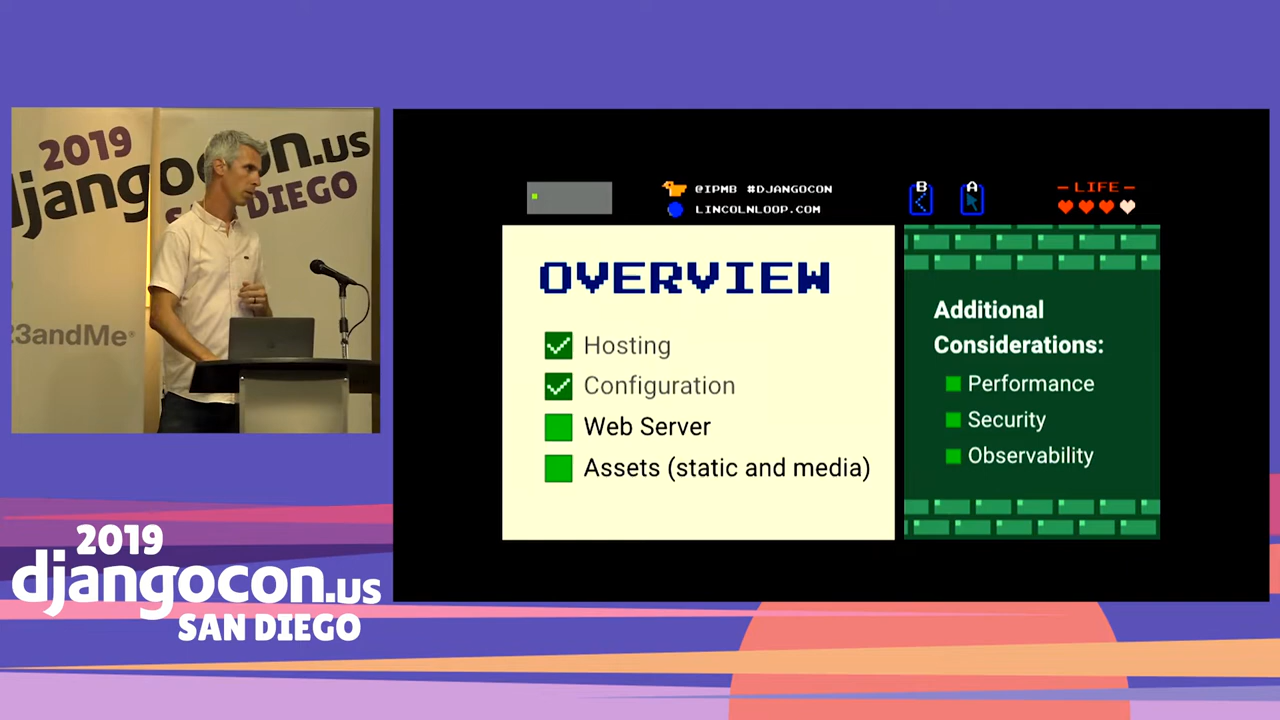 2019
djangocon.us
SAN DIEGO
23andMe
@IPMB #DJANGOCON
LINCOLNLOOP.COM
B
A
- LIFE -
OVERVIEW
Hosting
Configuration
Web Server
Assets (static and media)
Additional
Considerations:
Performance
Security
Observability
2019
djangocon.us
SAN DIEGO